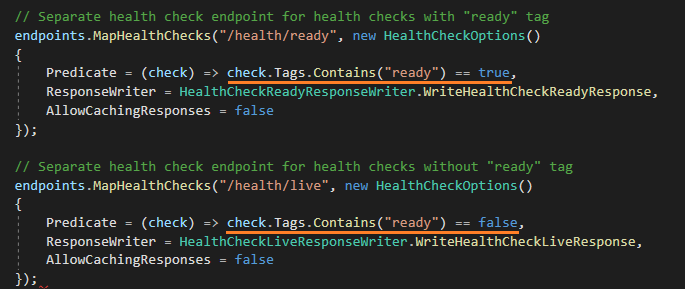 // Separate health check endpoint for health checks with "ready" tag
endpoints.MapHealthChecks("/health/ready", new HealthCheckOptions()
{
    Predicate = (check) => check.Tags.Contains("ready") == true,
    ResponseWriter = HealthCheckReadyResponseWriter.WriteHealthCheckReadyResponse,
    AllowCachingResponses = false
});

// Separate health check endpoint for health checks without "ready" tag
endpoints.MapHealthChecks("/health/live", new HealthCheckOptions()
{
    Predicate = (check) => check.Tags.Contains("ready") == false,
    ResponseWriter = HealthCheckLiveResponseWriter.WriteHealthCheckLiveResponse,
    AllowCachingResponses = false
});